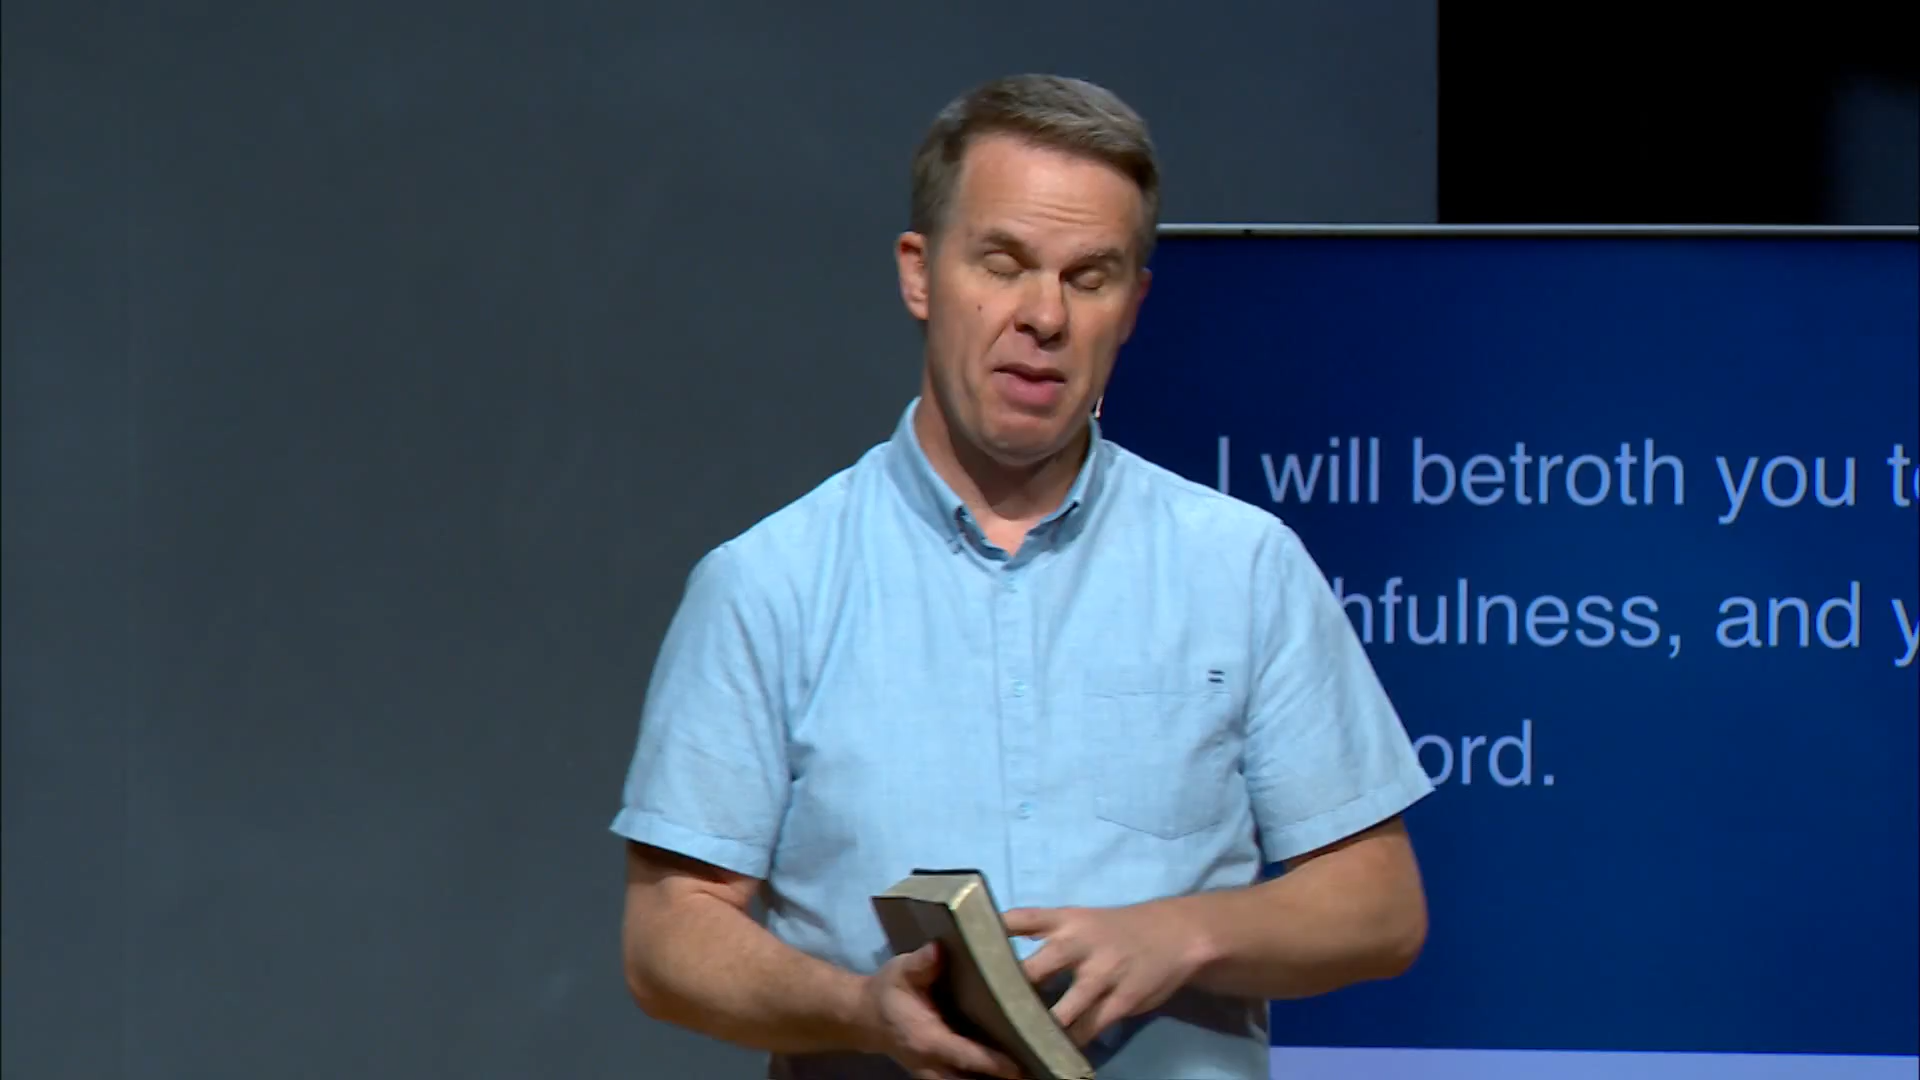 I will betroth you
hfulness, and
ord.